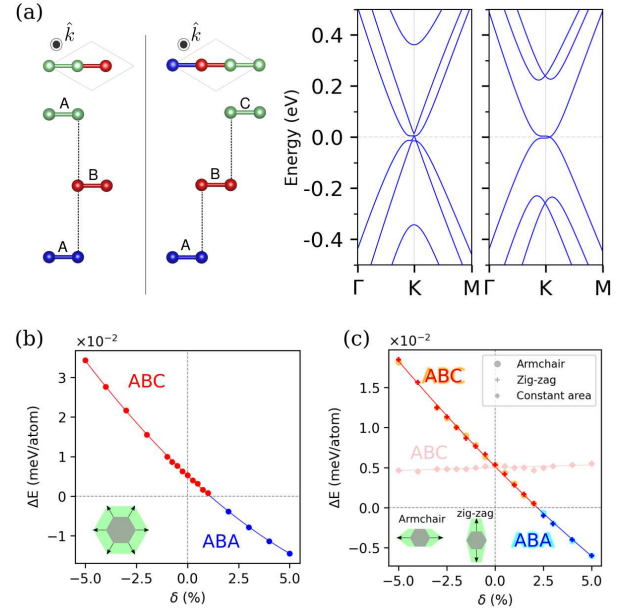 (a)
k̂
k̂
A
B
A
C
B
A
Energy (eV)
0.4
0.2
0.0
-0.2
-0.4
Γ K M Γ K M
(b)
×10⁻²
ΔE (meV/atom)
3
2
1
0
−1
ABC
ABA
−5.0 −2.5 0.0 2.5 5.0
δ (%)
(c)
×10⁻²
ΔE (meV/atom)
1.5
1.0
0.5
0.0
−0.5
Armchair
Zig-zag
Constant area
ABC
ABC
Armchair
zig-zag
ABA
−5.0 −2.5 0.0 2.5 5.0
δ (%)